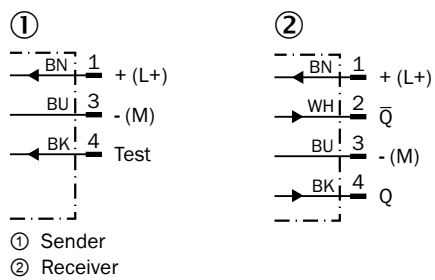 ① ②
BN 1 + (L+)
BU 3 - (M)
BK 4 Test
BN 1 + (L+)
WH 2 Q̅
BU 3 - (M)
BK 4 Q
① Sender
② Receiver